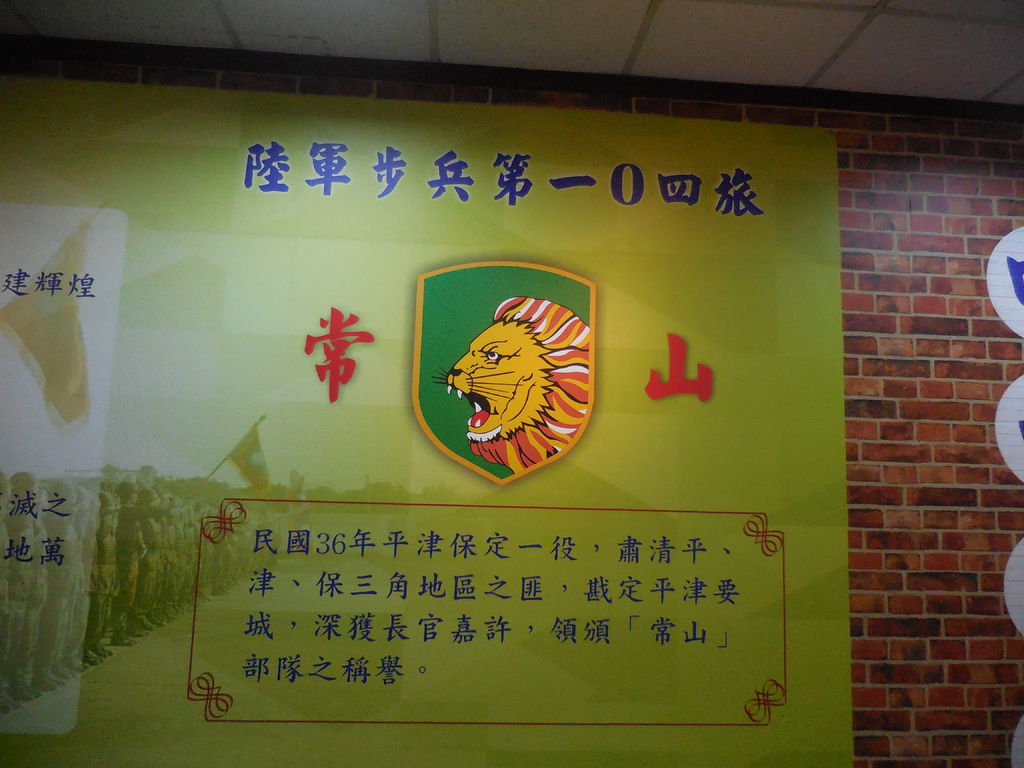 陸軍步兵第一0四旅
常 山
民國36年平津保定一役，肅清平、
津、保三角地區之匪，戡定平津要
城，深獲長官嘉許，領頒「常山」
部隊之稱譽。
建輝煌
滅之
地萬